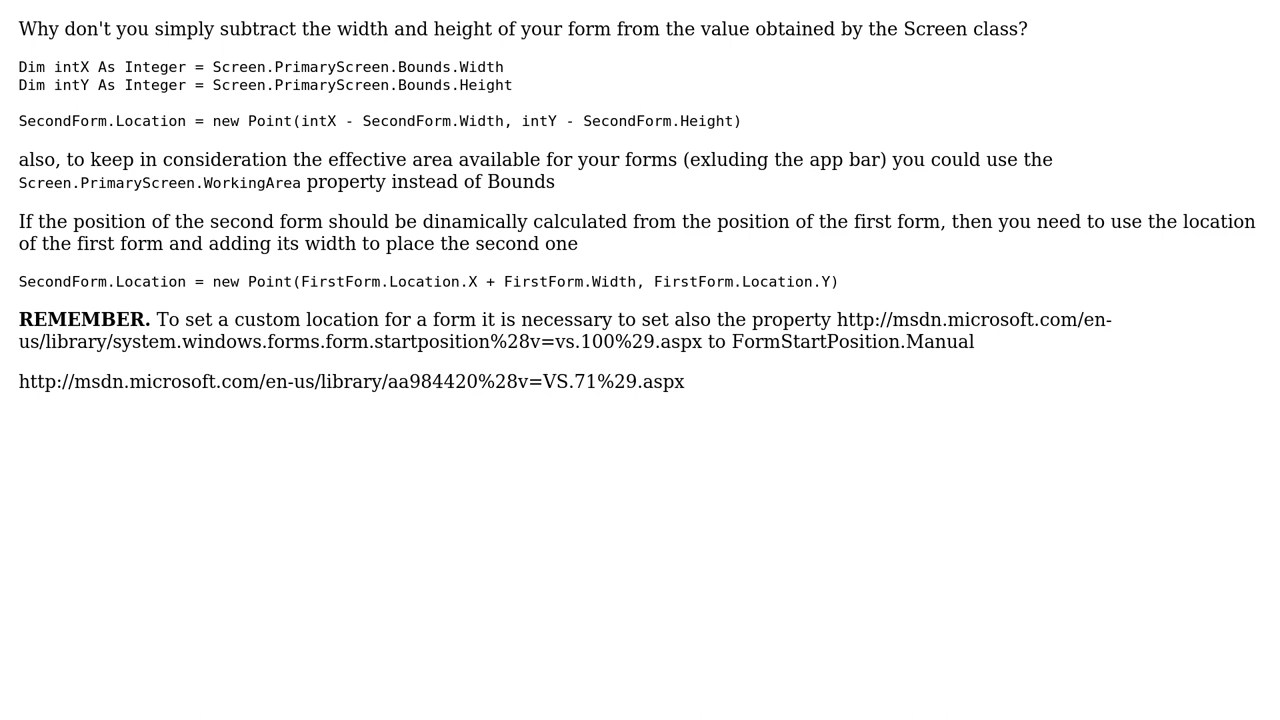 Why don't you simply subtract the width and height of your form from the value obtained by the Screen class?
Dim intX As Integer = Screen.PrimaryScreen.Bounds.Width
Dim intY As Integer = Screen.PrimaryScreen.Bounds.Height
SecondForm.Location = new Point(intX - SecondForm.Width, intY - SecondForm.Height)
also, to keep in consideration the effective area available for your forms (exluding the app bar) you could use the
Screen.PrimaryScreen.WorkingArea property instead of Bounds
If the position of the second form should be dinamically calculated from the position of the first form, then you need to use the location
of the first form and adding its width to place the second one
SecondForm.Location = new Point(FirstForm.Location.X + FirstForm.Width, FirstForm.Location.Y)
REMEMBER. To set a custom location for a form it is necessary to set also the property http://msdn.microsoft.com/en-
us/library/system.windows.forms.form.startposition%28v=vs.100%29.aspx to FormStartPosition.Manual
http://msdn.microsoft.com/en-us/library/aa984420%28v=VS.71%29.aspx